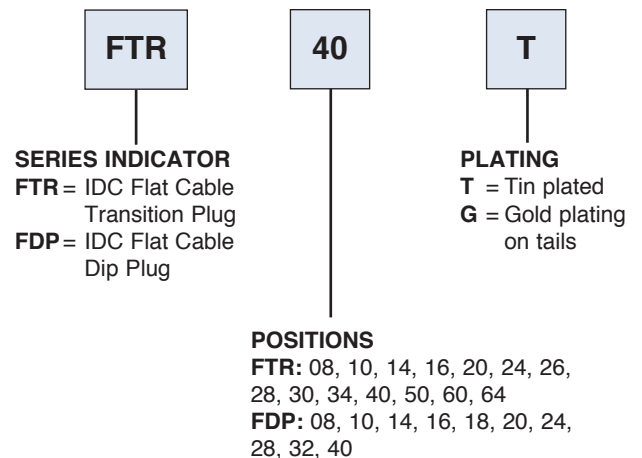 FTR
40
T
SERIES INDICATOR
FTR = IDC Flat Cable
Transition Plug
FDP = IDC Flat Cable
Dip Plug
PLATING
T = Tin plated
G = Gold plating
on tails
POSITIONS
FTR: 08, 10, 14, 16, 20, 24, 26,
28, 30, 34, 40, 50, 60, 64
FDP: 08, 10, 14, 16, 18, 20, 24,
28, 32, 40